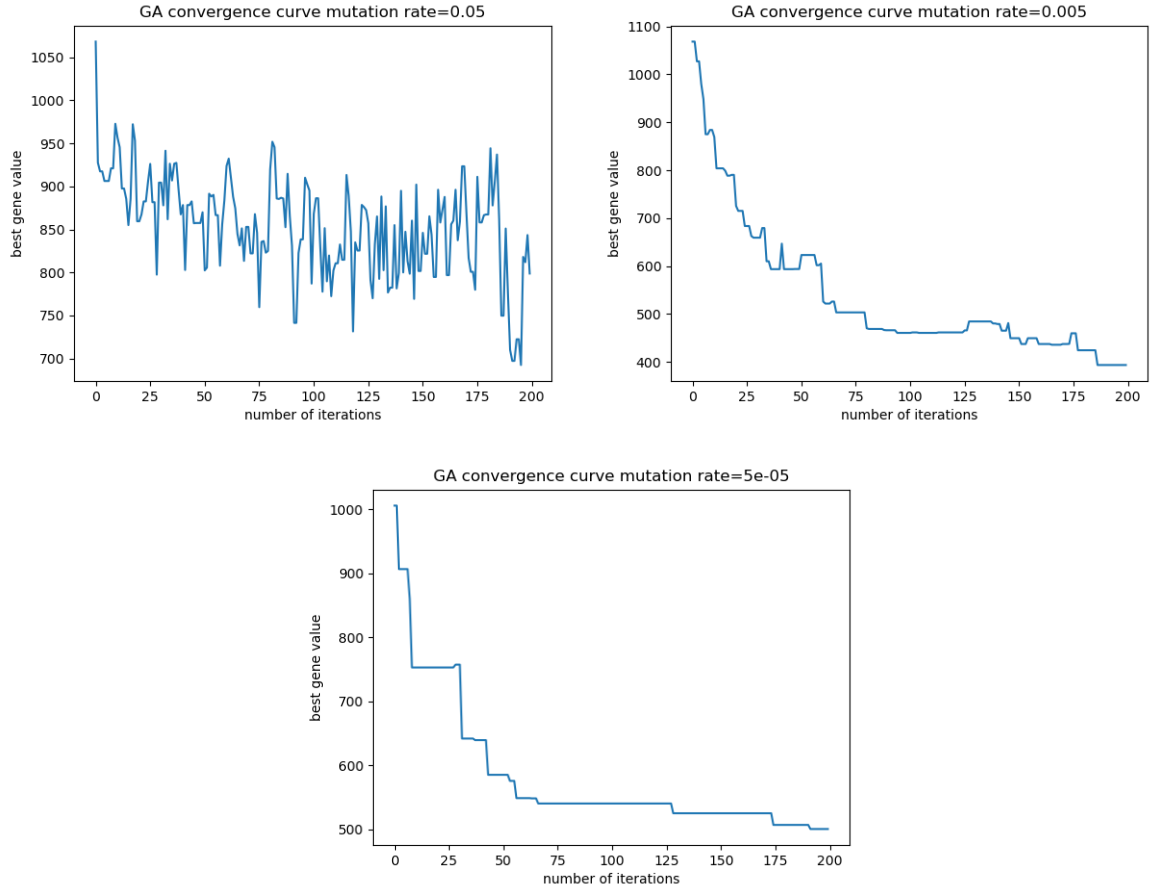 GA convergence curve mutation rate=0.05
best gene value
1050
1000
950
900
850
800
750
700
0 25 50 75 100 125 150 175 200
number of iterations
GA convergence curve mutation rate=0.005
best gene value
1100
1000
900
800
700
600
500
400
0 25 50 75 100 125 150 175 200
number of iterations
GA convergence curve mutation rate=5e-05
best gene value
1000
900
800
700
600
500
0 25 50 75 100 125 150 175 200
number of iterations